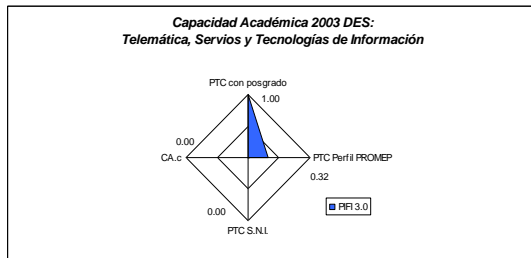 Capacidad Académica 2003 DES:
Telemática, Servios y Tecnologías de Información
PTC con posgrado
1.00
0.00
CA.c
PTC Perfil PROMEP
0.32
0.00
PIFI 3.0
PTC S.N.I.